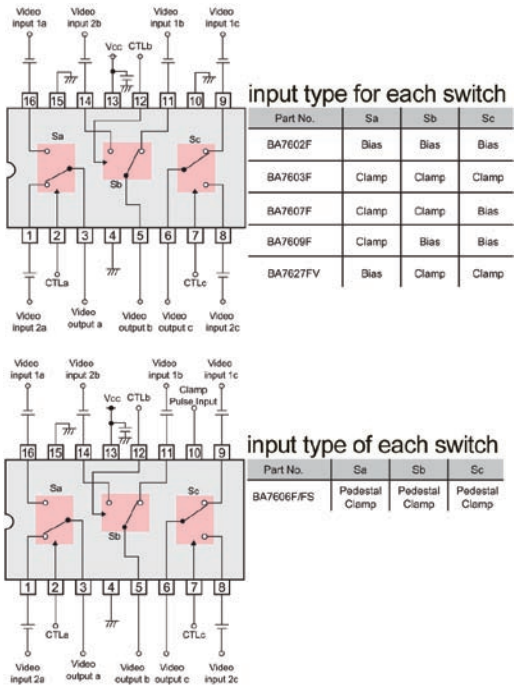 Video input 1a
Video input 2b
Video input 1b
Video input 1c
Vcc
CTLb
16 15 14 13 12 11 10 9
Sa
Sb
Sc
1 2 3 4 5 6 7 8
CTLa
CTLc
Video input 2a
Video output a
Video output b
Video output c
Video input 2c
input type for each switch
Part No. Sa Sb Sc
BA7602F Bias Bias Bias
BA7603F Clamp Clamp Clamp
BA7607F Clamp Clamp Bias
BA7609F Clamp Bias Bias
BA7627FV Bias Clamp Clamp
Video input 1a
Video input 2b
Video input 1b
Video input 1c
Vcc
CTLb
Clamp Pulse Input
16 15 14 13 12 11 10 9
Sa
Sb
Sc
1 2 3 4 5 6 7 8
CTLa
CTLc
Video input 2a
Video output a
Video output b
Video output c
Video input 2c
input type of each switch
Part No. Sa Sb Sc
BA7606F/FS Pedestal Clamp Pedestal Clamp Pedestal Clamp